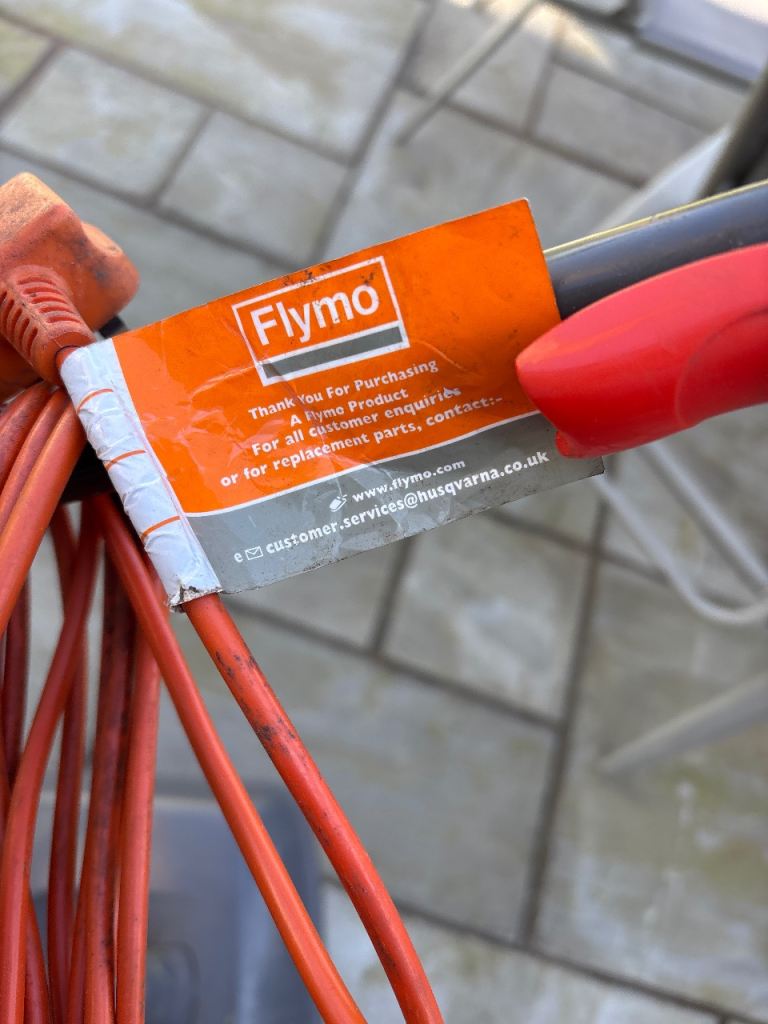 Flymo
Thank You For Purchasing
A Flymo Product
For all customer enquiries
or for replacement parts, contact:-
www.flymo.com
e customer.services@husqvarna.co.uk